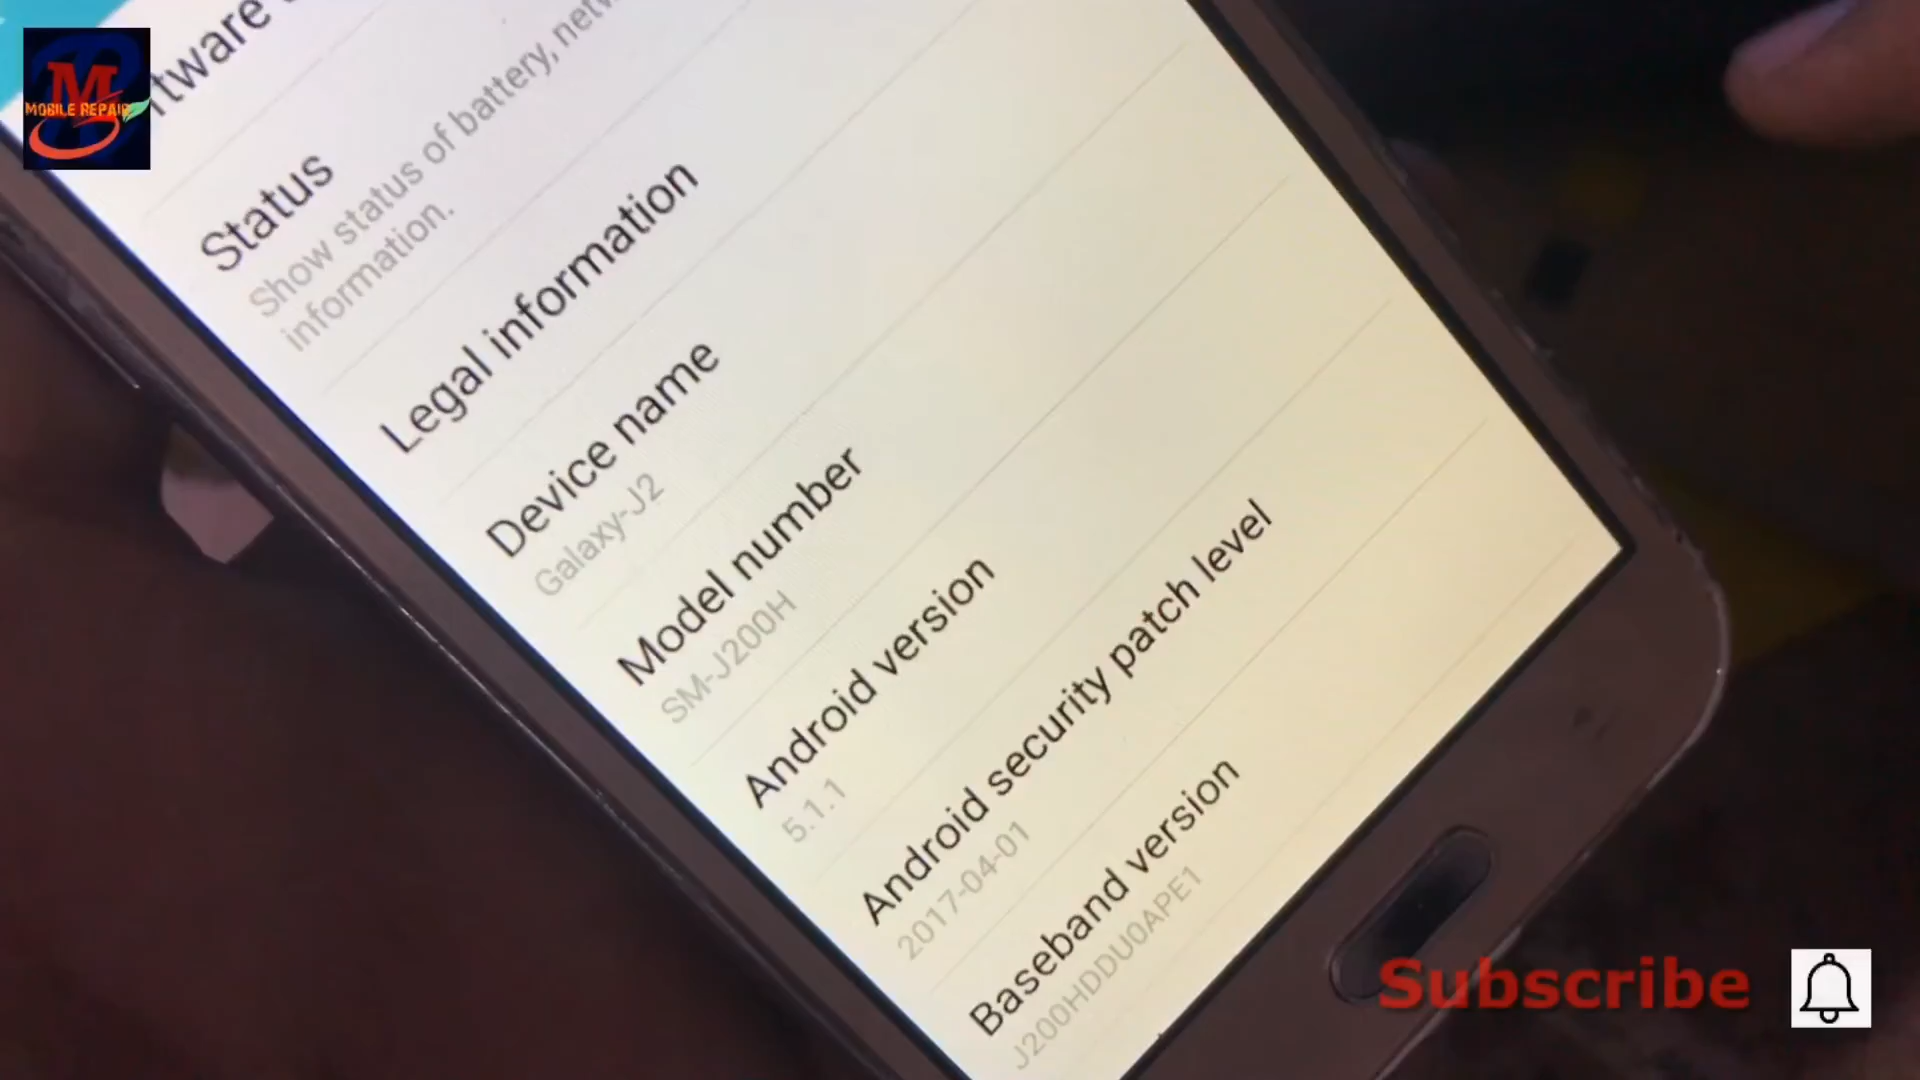 M
MOBILE REPAIR
Status
Show status of battery,
information.
Legal information
Device name
Galaxy-J2
Model number
SM-J200H
Android version
5.1.1
Android security patch level
2017-04-01
Baseband version
J200HDDU0APE1
Subscribe